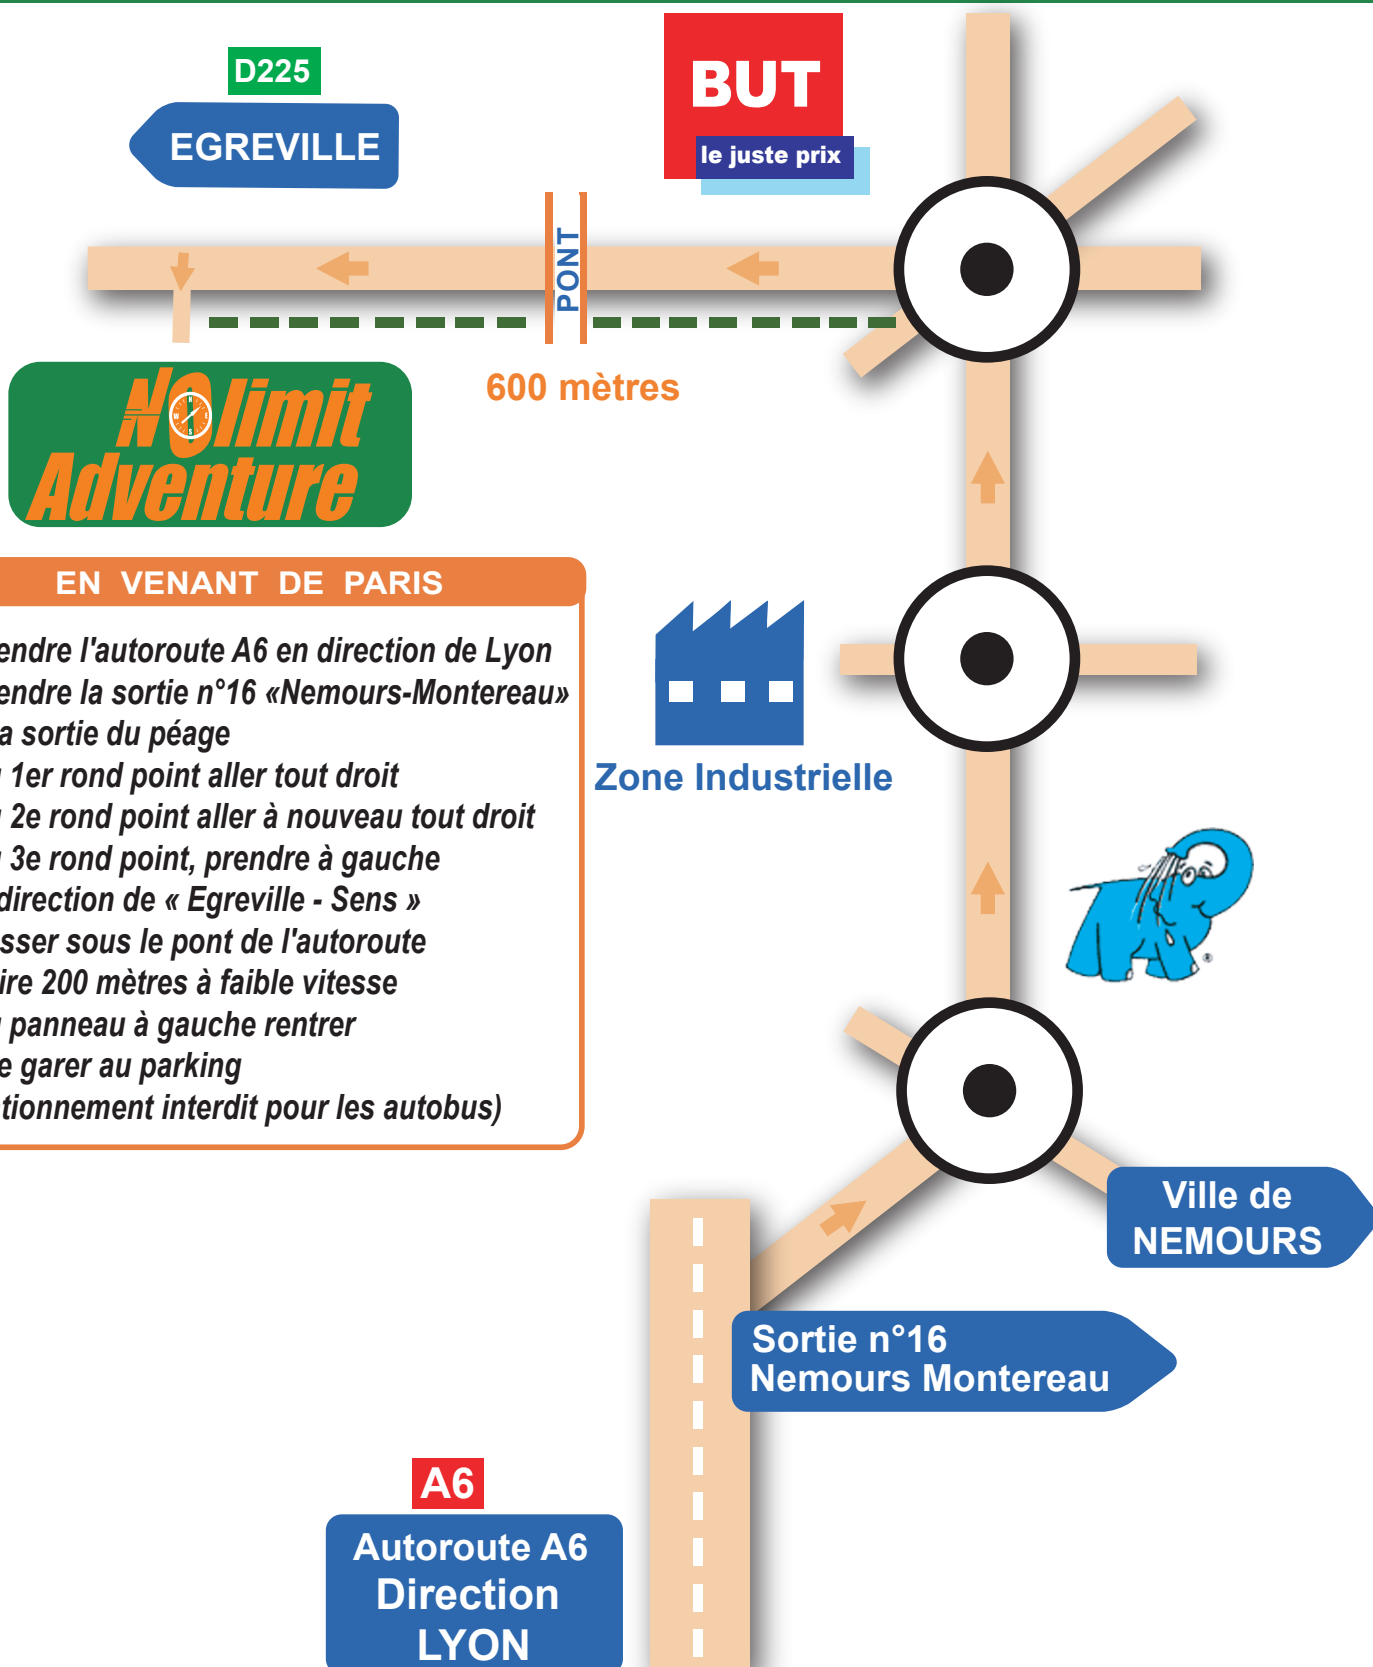 D225
EGREVILLE
BUT
le juste prix
PONT
600 mètres
NOlimit
Adventure
EN VENANT DE PARIS
endre l'autoroute A6 en direction de Lyon
endre la sortie n°16 «Nemours-Montereau»
a sortie du péage
1er rond point aller tout droit
2e rond point aller à nouveau tout droit
3e rond point, prendre à gauche
direction de « Egreville - Sens »
sser sous le pont de l'autoroute
ire 200 mètres à faible vitesse
panneau à gauche rentrer
e garer au parking
tionnement interdit pour les autobus)
Zone Industrielle
Ville de
NEMOURS
Sortie n°16
Nemours Montereau
A6
Autoroute A6
Direction
LYON